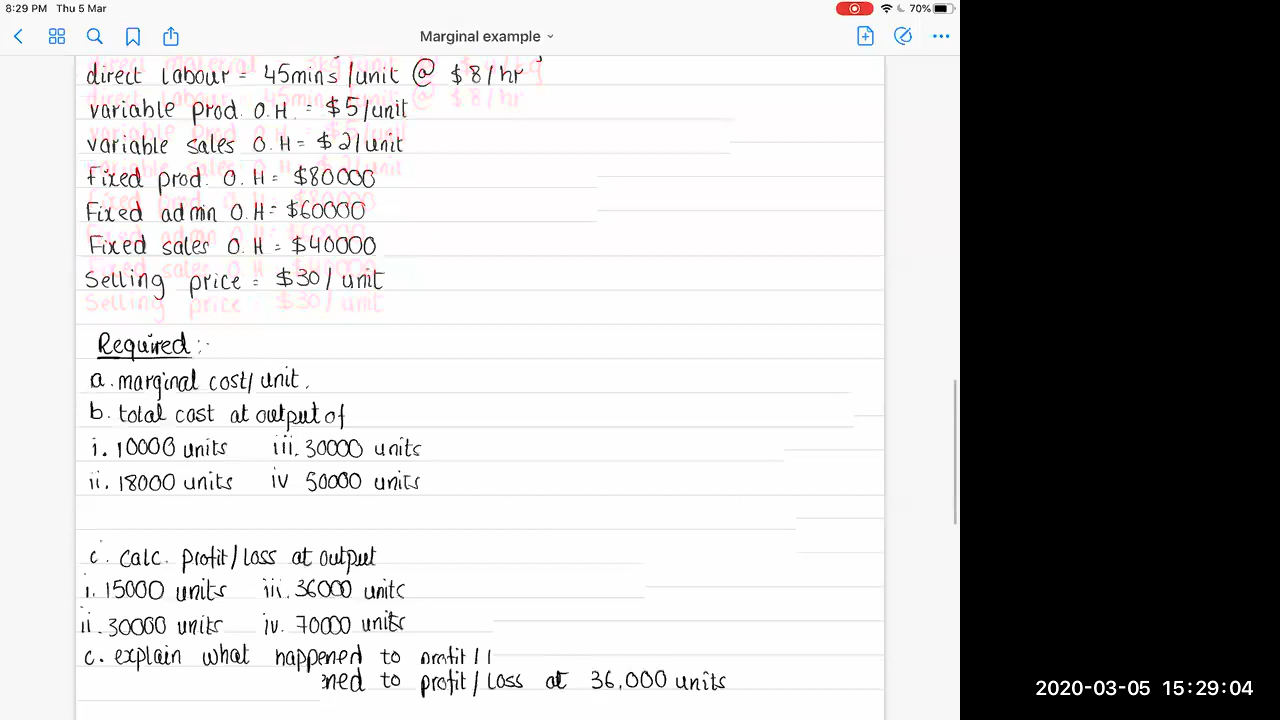 8:29 PM Thu 5 Mar
70%
Marginal example
direct labour = 45mins /unit @ $8/hr
variable prod. O.H. = $5/unit
variable sales O.H = $2/unit
Fixed prod. O.H = $80000
Fixed admin O.H = $60000
Fixed sales O.H = $40000
Selling price = $30/ unit
Required :-
a. marginal cost/ unit.
b. total cost at output of
i. 10000 units iii. 30000 units
ii. 18000 units iv 50000 units
c. calc. profit/loss at output
i. 15000 units iii. 36000 units
ii. 30000 units iv. 70000 units
c. explain what happened to profit/l
ened to profit/loss at 36,000 units
2020-03-05 15:29:04